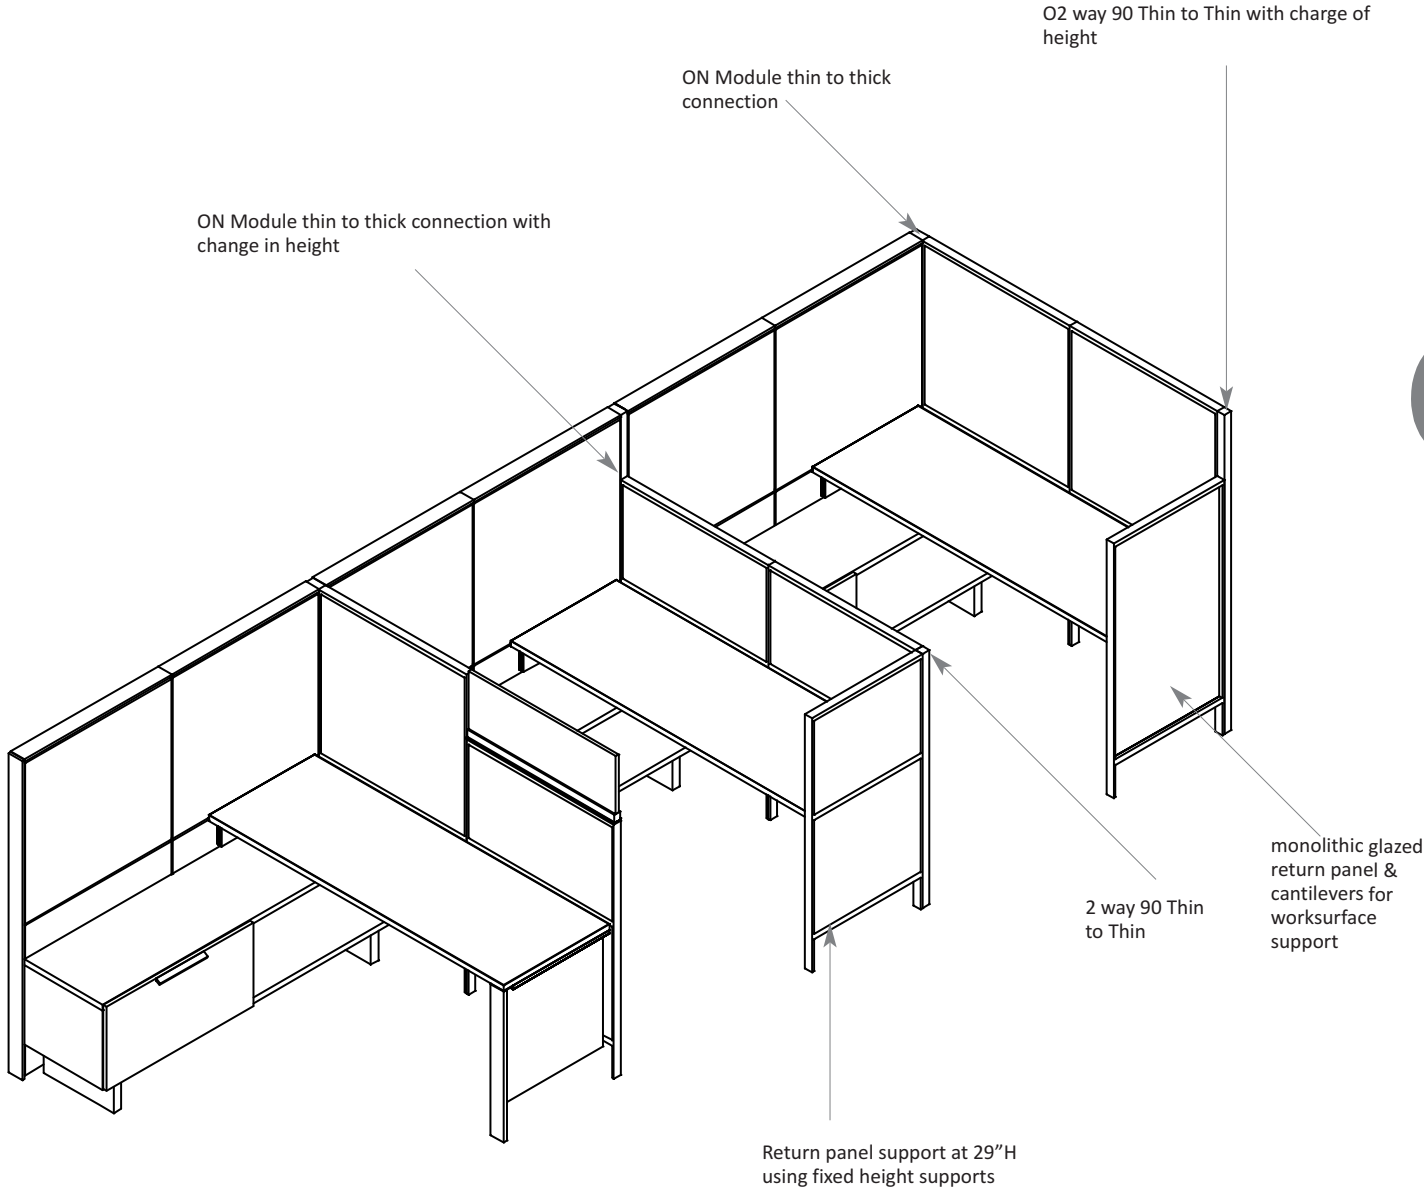 O2 way 90 Thin to Thin with charge of
height
ON Module thin to thick
connection
ON Module thin to thick connection with
change in height
monolithic glazed
return panel &
cantilevers for
worksurface
support
2 way 90 Thin
to Thin
Return panel support at 29”H
using fixed height supports